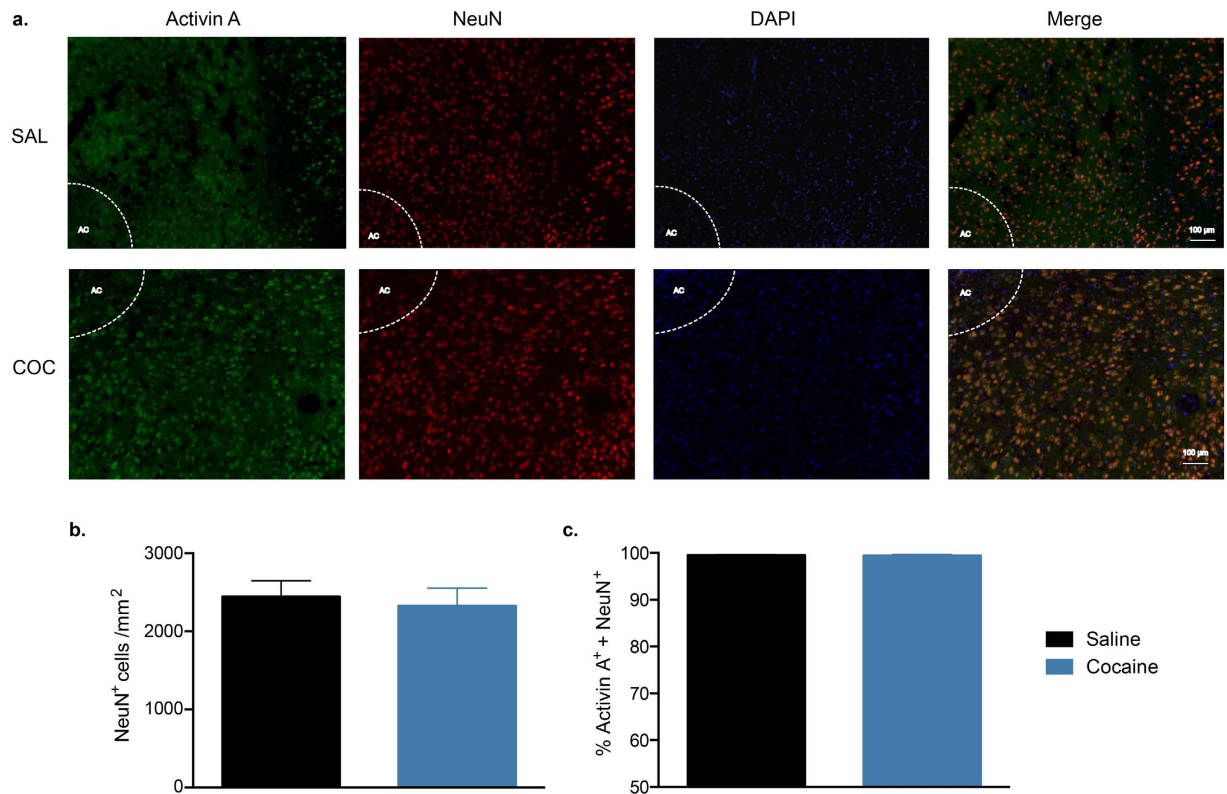 a.
Activin A NeuN DAPI Merge
SAL
AC AC AC AC
100 µm
COC
AC AC AC AC
100 µm
b.
NeuN⁺ cells /mm²
3000
2000
1000
0
c.
% Activin A⁺ + NeuN⁺
100
90
80
70
60
50
Saline
Cocaine